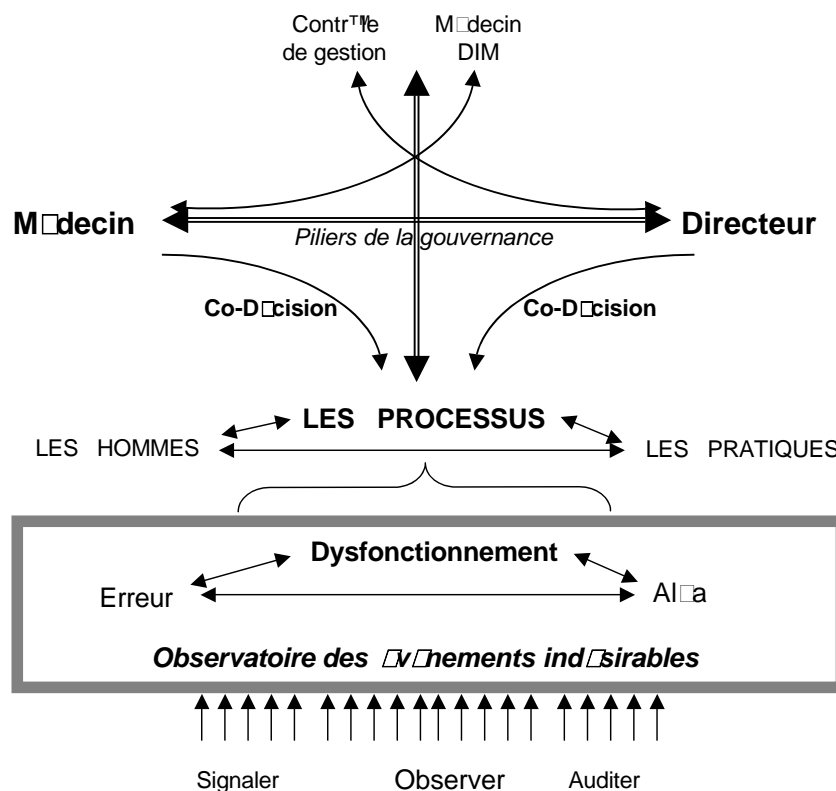 Contr™le
de gestion
M□decin
DIM
M□decin
Directeur
Piliers de la gouvernance
Co-D□cision
Co-D□cision
LES PROCESSUS
LES HOMMES
LES PRATIQUES
Dysfonctionnement
Erreur
Al□a
Observatoire des □v□nements ind□sirables
Signaler
Observer
Auditer